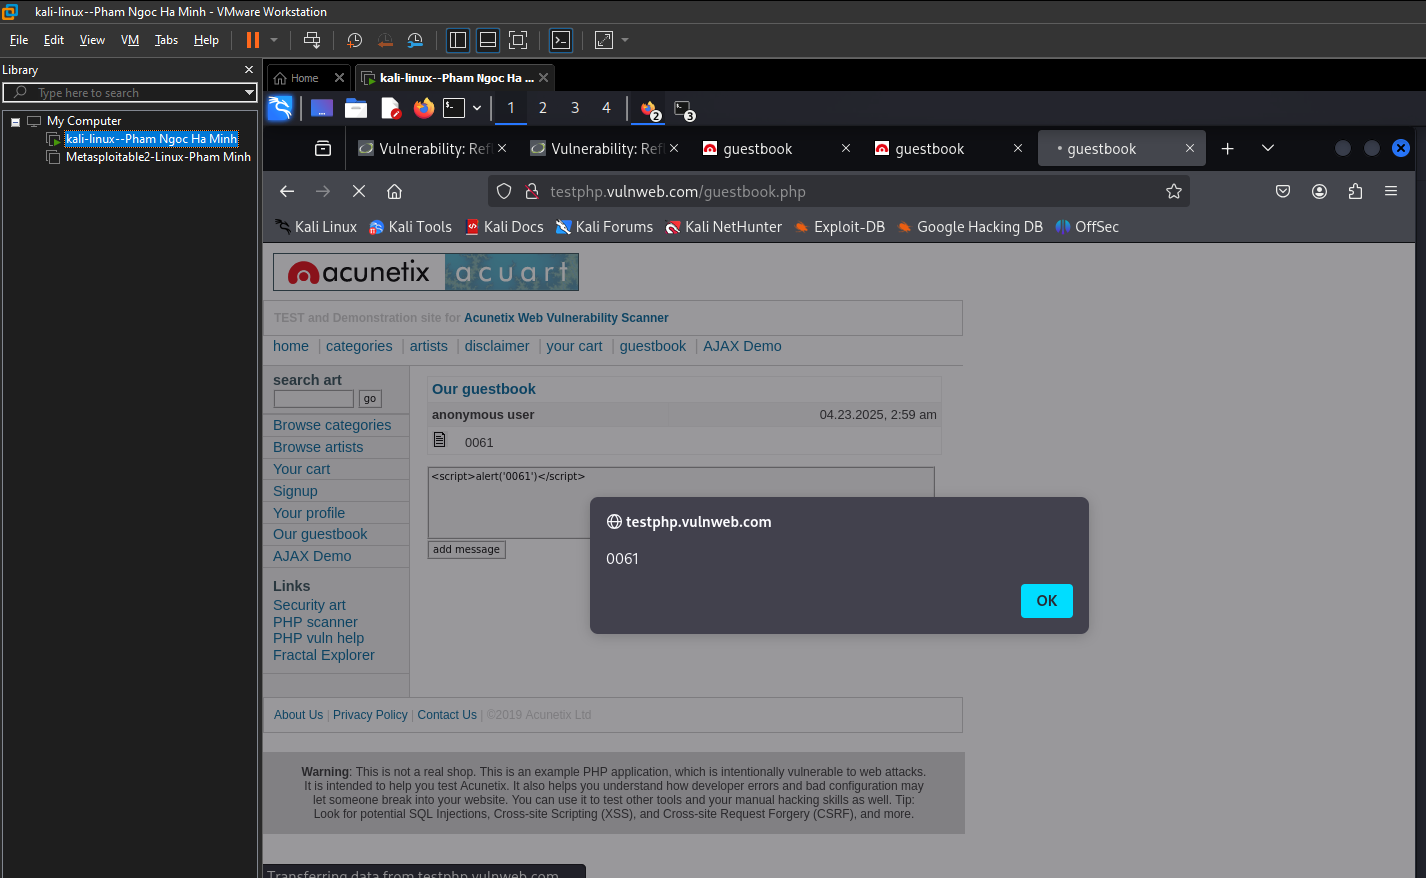 kali-linux--Pham Ngoc Ha Minh - VMware Workstation
File Edit View VM Tabs Help
Library
Type here to search
My Computer
kali-linux--Pham Ngoc Ha Minh
Metasploitable2-Linux-Pham Minh
Home kali-linux--Pham Ngoc Ha ...
1 2 3 4 2 3
Vulnerability: Refl Vulnerability: Refl guestbook guestbook guestbook
testphp.vulnweb.com/guestbook.php
Kali Linux Kali Tools Kali Docs Kali Forums Kali NetHunter Exploit-DB Google Hacking DB OffSec
acunetix acuart
TEST and Demonstration site for Acunetix Web Vulnerability Scanner
home | categories | artists | disclaimer | your cart | guestbook | AJAX Demo
search art
go
Browse categories
Browse artists
Your cart
Signup
Your profile
Our guestbook
AJAX Demo
Links
Security art
PHP scanner
PHP vuln help
Fractal Explorer
Our guestbook
anonymous user 04.23.2025, 2:59 am
0061
<script>alert('0061')</script>
add message
testphp.vulnweb.com
0061
OK
About Us | Privacy Policy | Contact Us | ©2019 Acunetix Ltd
Warning: This is not a real shop. This is an example PHP application, which is intentionally vulnerable to web attacks.
It is intended to help you test Acunetix. It also helps you understand how developer errors and bad configuration may
let someone break into your website. You can use it to test other tools and your manual hacking skills as well. Tip:
Look for potential SQL Injections, Cross-site Scripting (XSS), and Cross-site Request Forgery (CSRF), and more.
Transferring data from testphp.vulnweb.com